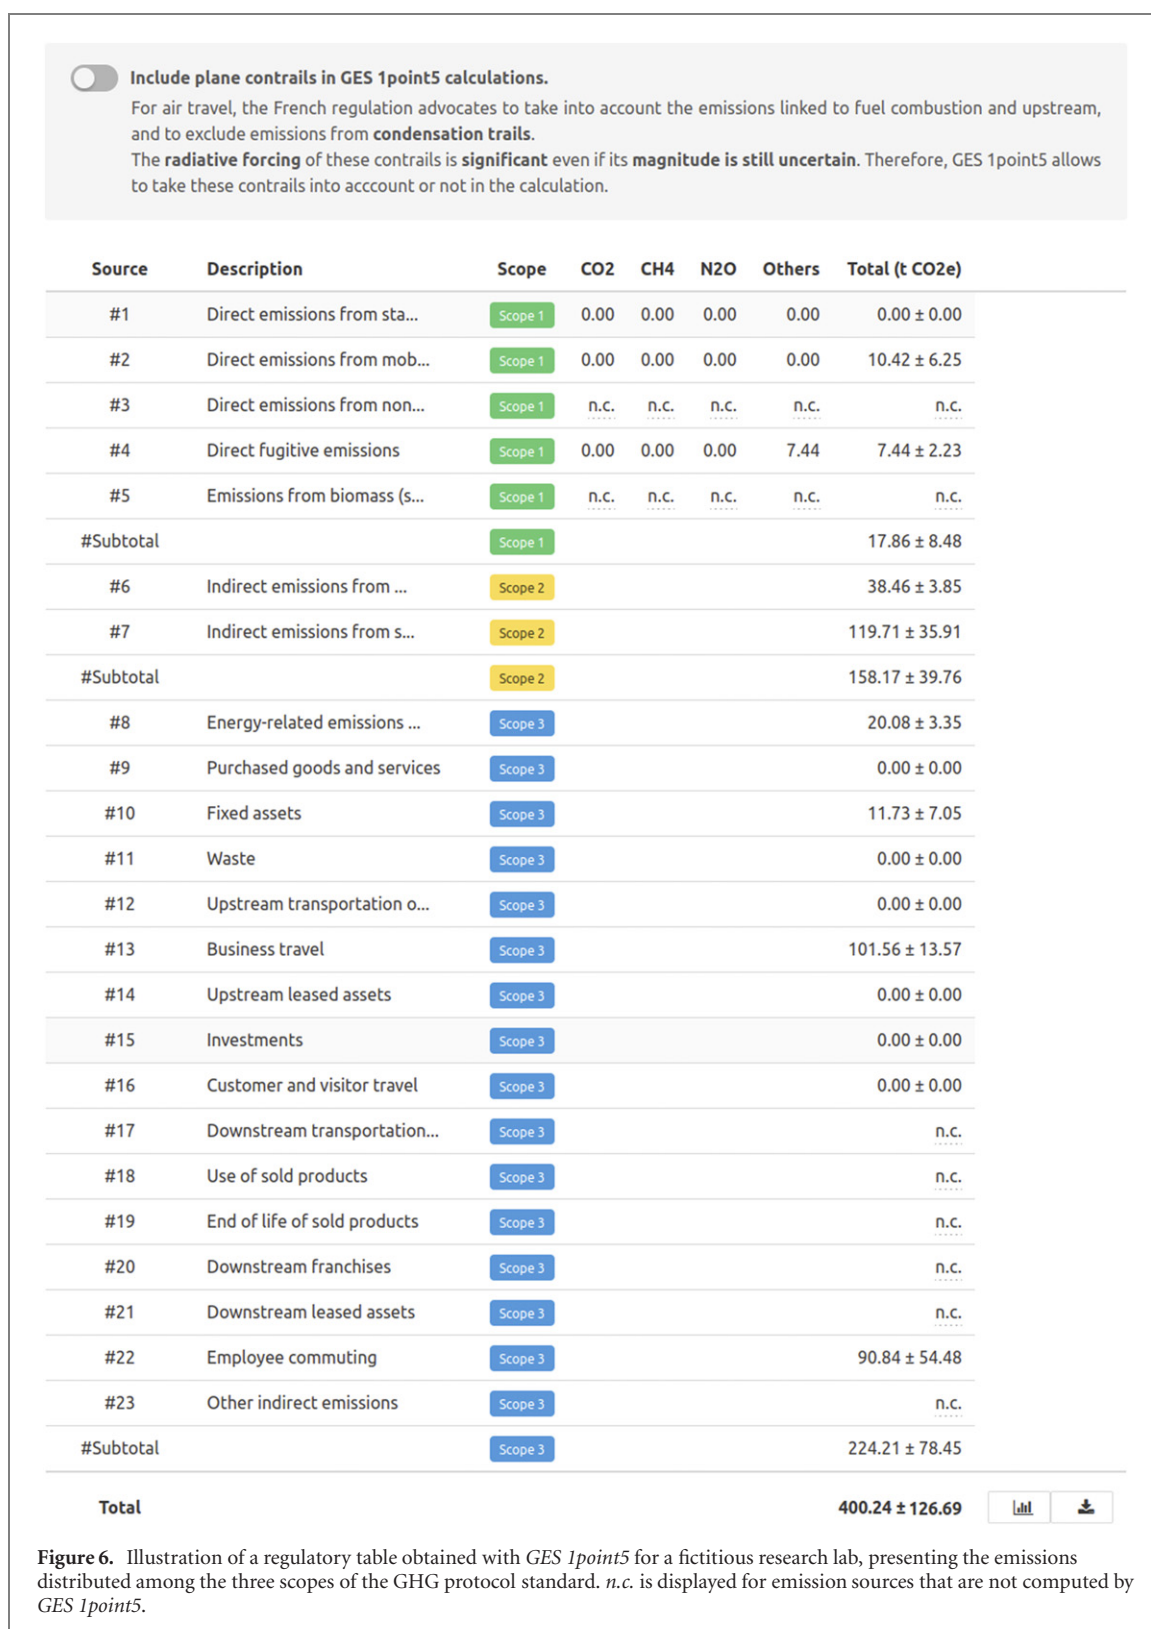 Include plane contrails in GES 1point5 calculations.
For air travel, the French regulation advocates to take into account the emissions linked to fuel combustion and upstream,
and to exclude emissions from condensation trails.
The radiative forcing of these contrails is significant even if its magnitude is still uncertain. Therefore, GES 1point5 allows
to take these contrails into acccount or not in the calculation.
Source Description Scope CO2 CH4 N2O Others Total (t CO2e)
#1 Direct emissions from sta... Scope 1 0.00 0.00 0.00 0.00 0.00 ± 0.00
#2 Direct emissions from mob... Scope 1 0.00 0.00 0.00 0.00 10.42 ± 6.25
#3 Direct emissions from non... Scope 1 n.c. n.c. n.c. n.c. n.c.
#4 Direct fugitive emissions Scope 1 0.00 0.00 0.00 7.44 7.44 ± 2.23
#5 Emissions from biomass (s... Scope 1 n.c. n.c. n.c. n.c. n.c.
#Subtotal Scope 1 17.86 ± 8.48
#6 Indirect emissions from ... Scope 2 38.46 ± 3.85
#7 Indirect emissions from s... Scope 2 119.71 ± 35.91
#Subtotal Scope 2 158.17 ± 39.76
#8 Energy-related emissions ... Scope 3 20.08 ± 3.35
#9 Purchased goods and services Scope 3 0.00 ± 0.00
#10 Fixed assets Scope 3 11.73 ± 7.05
#11 Waste Scope 3 0.00 ± 0.00
#12 Upstream transportation o... Scope 3 0.00 ± 0.00
#13 Business travel Scope 3 101.56 ± 13.57
#14 Upstream leased assets Scope 3 0.00 ± 0.00
#15 Investments Scope 3 0.00 ± 0.00
#16 Customer and visitor travel Scope 3 0.00 ± 0.00
#17 Downstream transportation... Scope 3 n.c.
#18 Use of sold products Scope 3 n.c.
#19 End of life of sold products Scope 3 n.c.
#20 Downstream franchises Scope 3 n.c.
#21 Downstream leased assets Scope 3 n.c.
#22 Employee commuting Scope 3 90.84 ± 54.48
#23 Other indirect emissions Scope 3 n.c.
#Subtotal Scope 3 224.21 ± 78.45
Total 400.24 ± 126.69
Figure 6. Illustration of a regulatory table obtained with GES 1point5 for a fictitious research lab, presenting the emissions
distributed among the three scopes of the GHG protocol standard. n.c. is displayed for emission sources that are not computed by
GES 1point5.